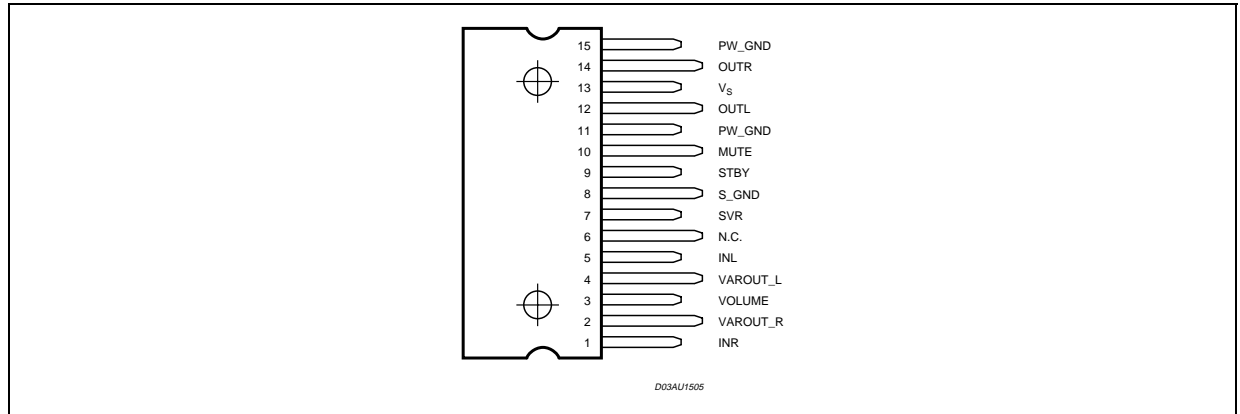 15 PW_GND
14 OUTR
13 VS
12 OUTL
11 PW_GND
10 MUTE
9 STBY
8 S_GND
7 SVR
6 N.C.
5 INL
4 VAROUT_L
3 VOLUME
2 VAROUT_R
1 INR
D03AU1505